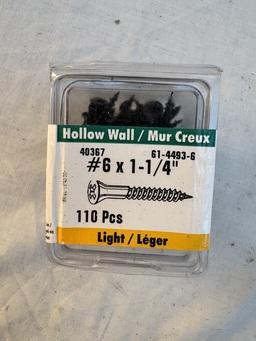 Hollow Wall / Mur Creux
40367 61-4493-6
#6 x 1-1/4"
110 Pcs
Light / Léger